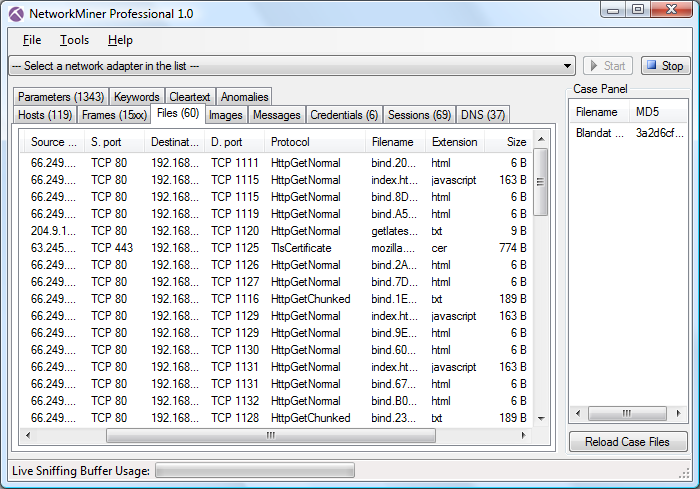 NetworkMiner Professional 1.0
File Tools Help
--- Select a network adapter in the list --- Start Stop
Parameters (1343) Keywords Cleartext Anomalies
Hosts (119) Frames (15xx) Files (60) Images Messages Credentials (6) Sessions (69) DNS (37)
Source ... S. port Destinat... D. port Protocol Filename Extension Size
66.249.... TCP 80 192.168... TCP 1111 HttpGetNormal bind.20... html 6 B
66.249.... TCP 80 192.168... TCP 1115 HttpGetNormal index.ht... javascript 163 B
66.249.... TCP 80 192.168... TCP 1115 HttpGetNormal bind.8D... html 6 B
66.249.... TCP 80 192.168... TCP 1119 HttpGetNormal bind.A5... html 6 B
204.9.1... TCP 80 192.168... TCP 1120 HttpGetNormal getlates... txt 9 B
63.245.... TCP 443 192.168... TCP 1125 TlsCertificate mozilla.... cer 774 B
66.249.... TCP 80 192.168... TCP 1126 HttpGetNormal bind.2A... html 6 B
66.249.... TCP 80 192.168... TCP 1127 HttpGetNormal bind.7D... html 6 B
66.249.... TCP 80 192.168... TCP 1116 HttpGetChunked bind.1E... txt 189 B
66.249.... TCP 80 192.168... TCP 1129 HttpGetNormal index.ht... javascript 163 B
66.249.... TCP 80 192.168... TCP 1129 HttpGetNormal bind.9E... html 6 B
66.249.... TCP 80 192.168... TCP 1130 HttpGetNormal bind.60... html 6 B
66.249.... TCP 80 192.168... TCP 1131 HttpGetNormal index.ht... javascript 163 B
66.249.... TCP 80 192.168... TCP 1131 HttpGetNormal bind.67... html 6 B
66.249.... TCP 80 192.168... TCP 1132 HttpGetNormal bind.B0... html 6 B
66.249.... TCP 80 192.168... TCP 1128 HttpGetChunked bind.23... txt 189 B
Case Panel
Filename MD5
Blandat ... 3a2d6cf...
Reload Case Files
Live Sniffing Buffer Usage: